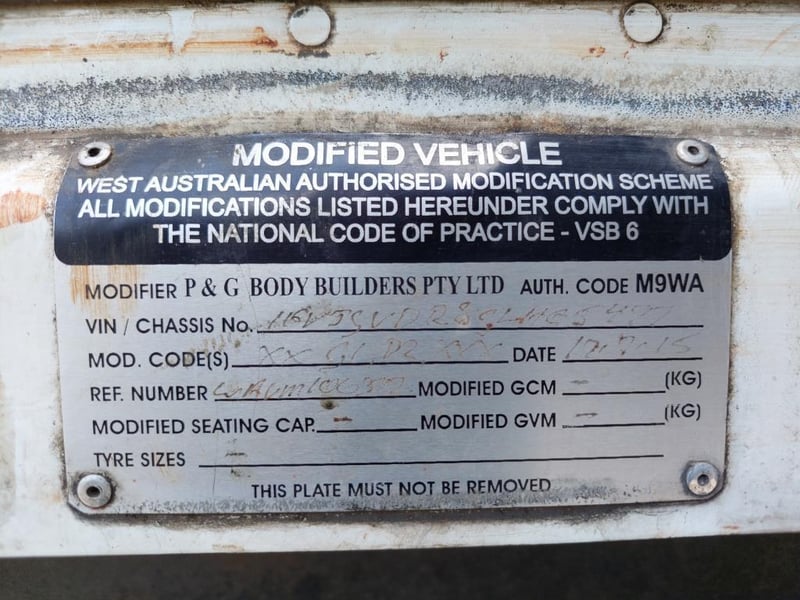 MODIFIED VEHICLE
WEST AUSTRALIAN AUTHORISED MODIFICATION SCHEME
ALL MODIFICATIONS LISTED HEREUNDER COMPLY WITH
THE NATIONAL CODE OF PRACTICE - VSB 6
MODIFIER P & G BODY BUILDERS PTY LTD AUTH. CODE M9WA
VIN / CHASSIS No.
MOD. CODE(S) DATE
REF. NUMBER MODIFIED GCM - (KG)
MODIFIED SEATING CAP. - MODIFIED GVM - (KG)
TYRE SIZES -
THIS PLATE MUST NOT BE REMOVED